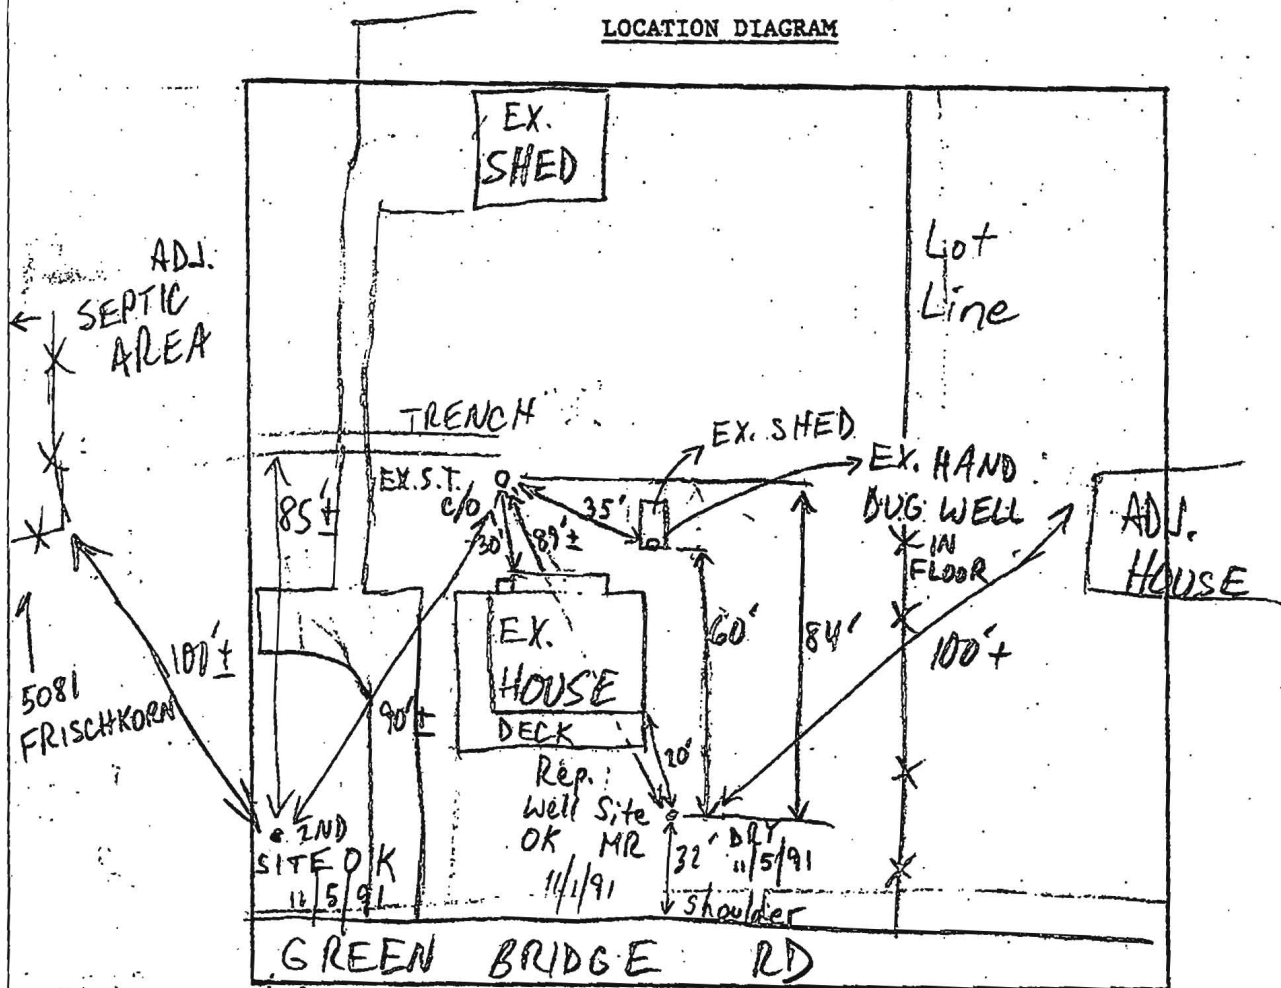 LOCATION DIAGRAM
EX.
SHED
ADJ.
SEPTIC
AREA
Lot
Line
TRENCH
EX. SHED
EX.S.T.
c/o
EX. HAND
DUG WELL
IN
FLOOR
ADJ.
HOUSE
85'±
35'
30'
89'±
60'
84'
100'+
100'±
90'±
5081
FRISCHKORN
EX.
HOUSE
DECK
20'
Rep.
Well Site
OK MR
11/1/91
32'
DRY
11/5/91
2ND
SITE OK
11/5/91
shoulder
GREEN BRIDGE RD